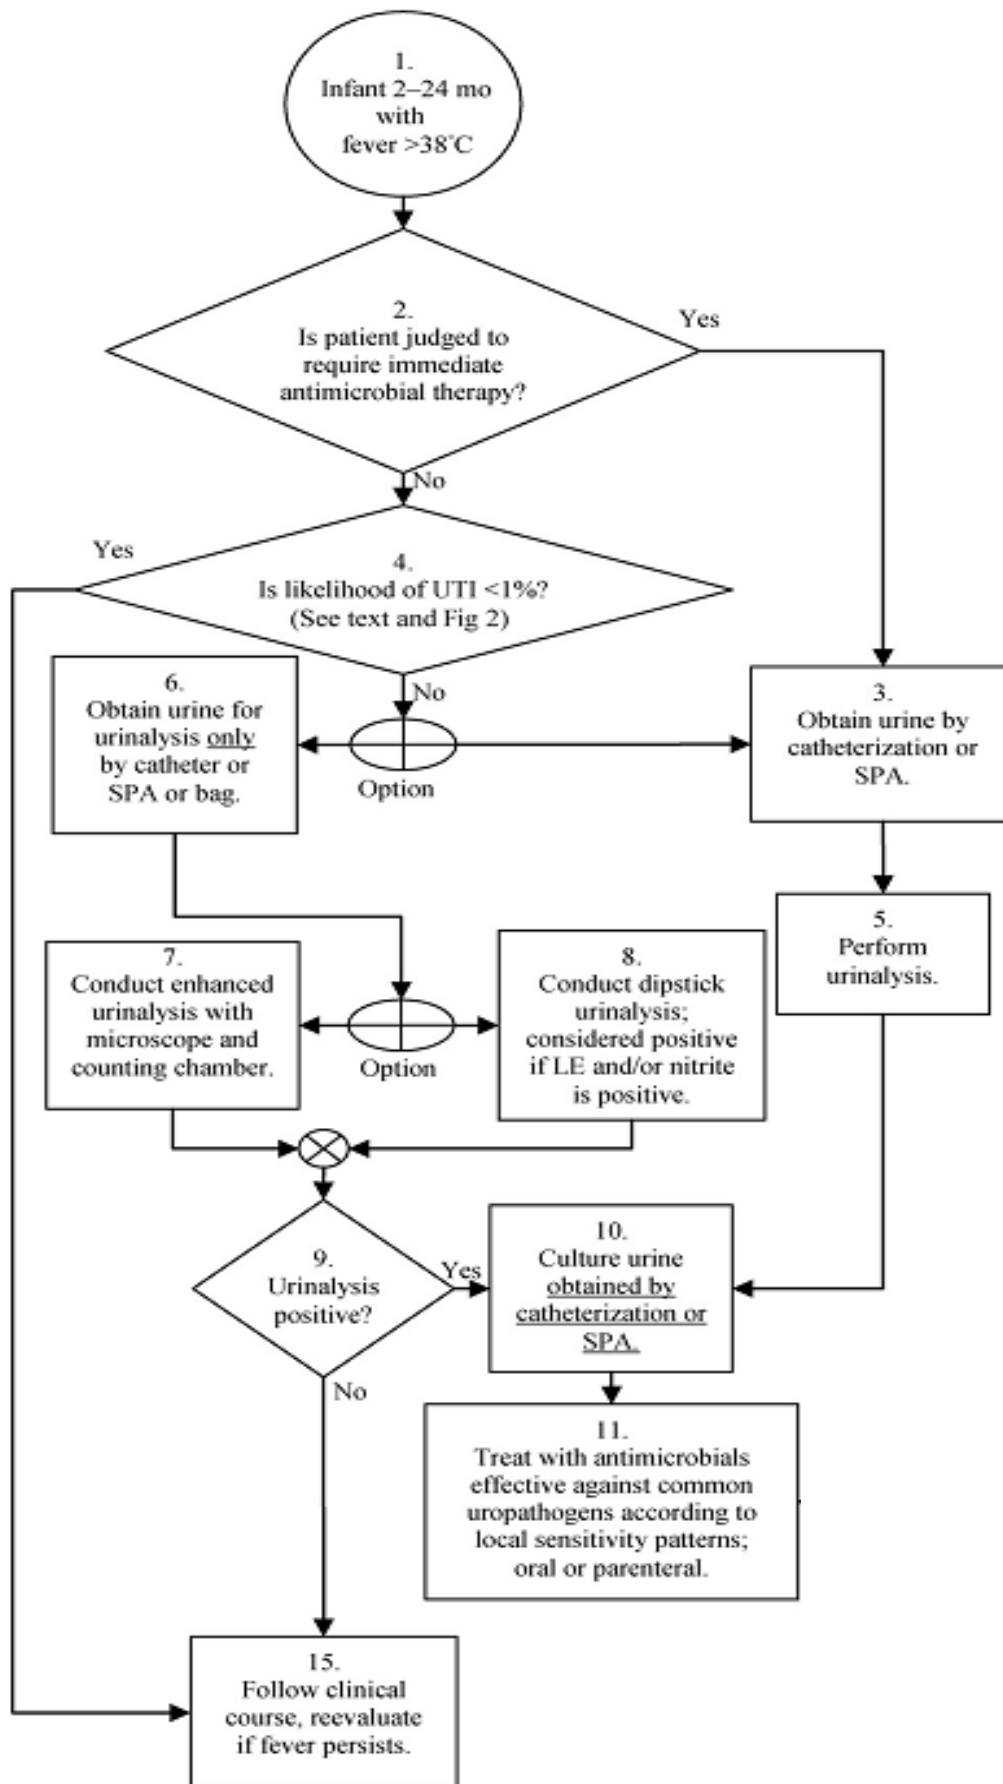 1.
Infant 2–24 mo
with
fever >38°C
2.
Is patient judged to
require immediate
antimicrobial therapy?
Yes
No
Yes
4.
Is likelihood of UTI <1%?
(See text and Fig 2)
No
6.
Obtain urine for
urinalysis only
by catheter or
SPA or bag.
Option
3.
Obtain urine by
catheterization or
SPA.
5.
Perform
urinalysis.
7.
Conduct enhanced
urinalysis with
microscope and
counting chamber.
Option
8.
Conduct dipstick
urinalysis;
considered positive
if LE and/or nitrite
is positive.
9.
Urinalysis
positive?
Yes
No
10.
Culture urine
obtained by
catheterization or
SPA.
11.
Treat with antimicrobials
effective against common
uropathogens according to
local sensitivity patterns;
oral or parenteral.
15.
Follow clinical
course, reevaluate
if fever persists.